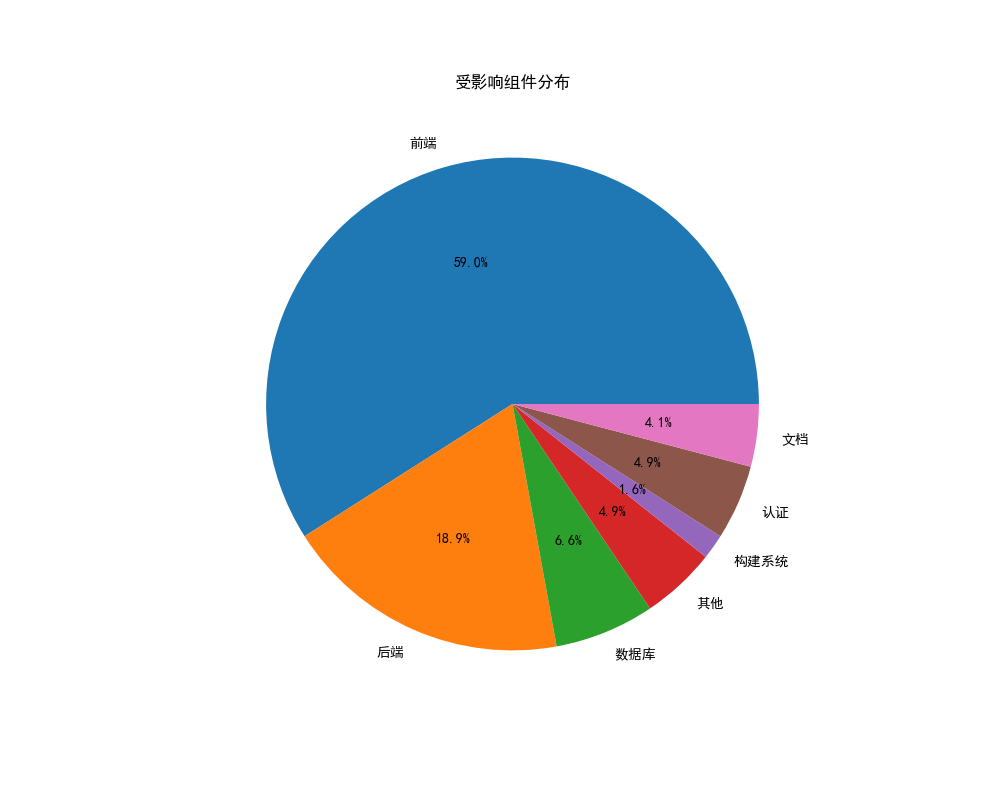 受影响组件分布
前端
59.0%
4.1%
文档
4.9%
认证
1.6%
4.9%
构建系统
18.9%
6.6%
其他
后端
数据库